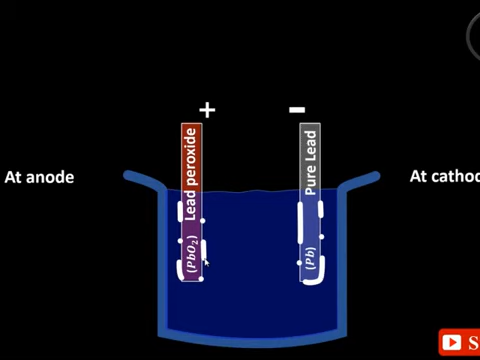 +
−
Lead peroxide
(PbO₂)
Pure Lead
(Pb)
At anode
At cathod
S